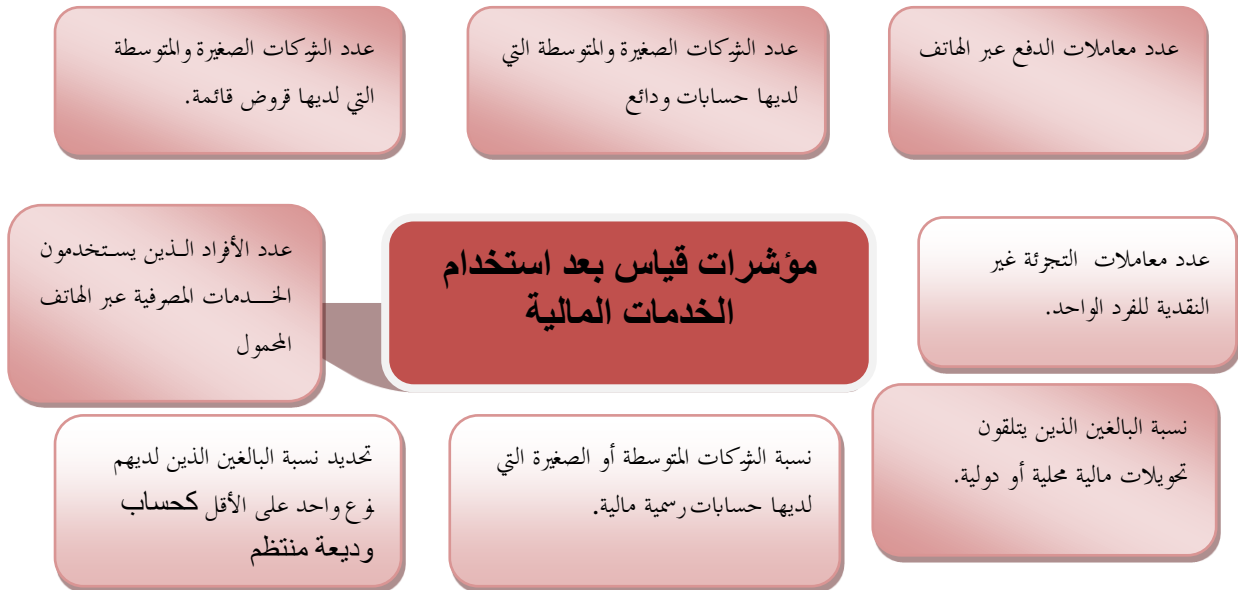 عدد معاملات الدفع عبر الهاتف
عدد الشركات الصغيرة والمتوسطة التي
لديها حسابات ودائع
عدد الشركات الصغيرة والمتوسطة
التي لديها قروض قائمة.
عدد معاملات التجزئة غير
النقدية للفرد الواحد.
مؤشرات قياس بعد استخدام
الخدمات المالية
عدد الأفراد الذين يستخدمون
الخدمات المصرفية عبر الهاتف
المحمول
نسبة البالغين الذين يتلقون
تحويلات مالية محلية أو دولية.
نسبة الشركات المتوسطة أو الصغيرة التي
لديها حسابات رسمية مالية.
تحديد نسبة البالغين الذين لديهم
نوع واحد على الأقل كحساب
وديعة منتظم